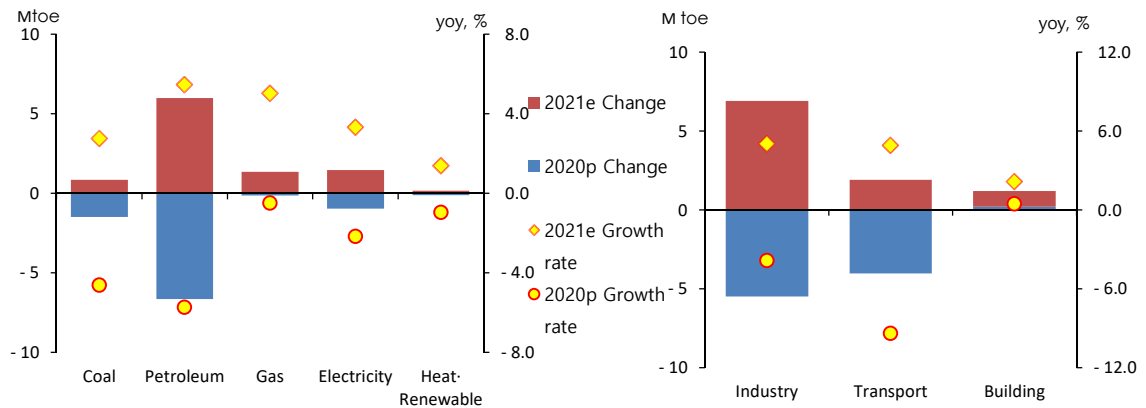 Mtoe
yoy, %
10
5
0
- 5
- 10
8.0
4.0
0.0
- 4.0
- 8.0
Coal
Petroleum
Gas
Electricity
Heat·
Renewable
2021e Change
2020p Change
2021e Growth
rate
2020p Growth
rate
M toe
yoy, %
10
5
0
- 5
- 10
12.0
6.0
0.0
- 6.0
- 12.0
Industry
Transport
Building